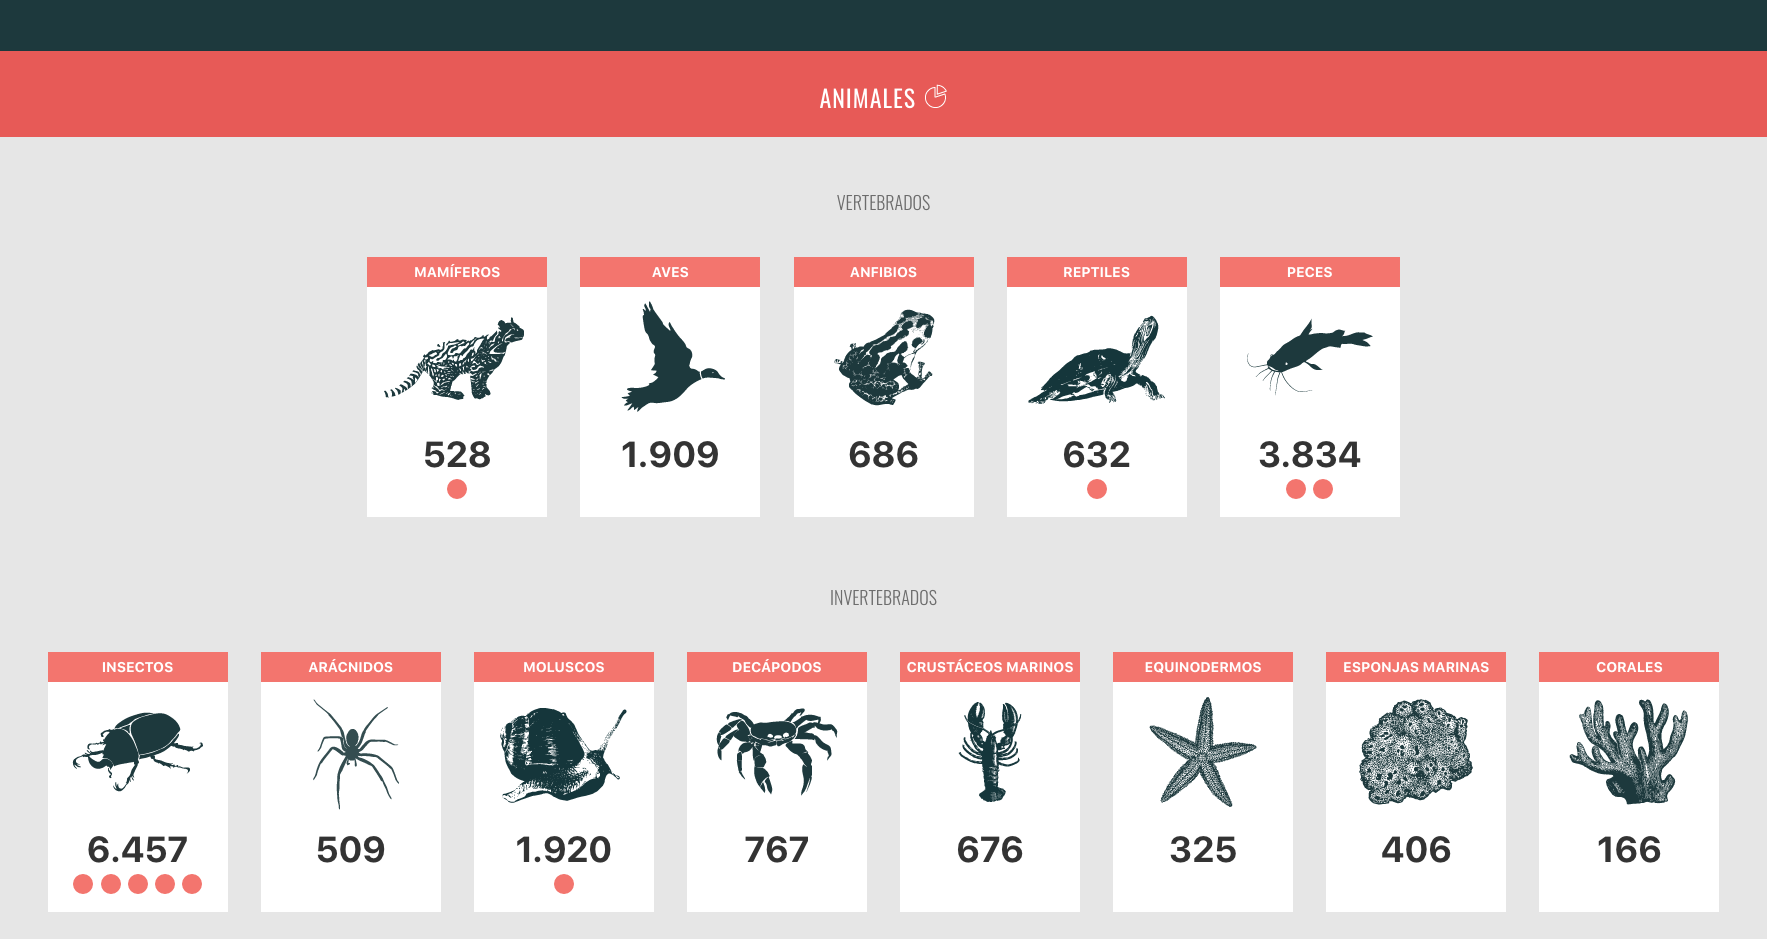 ANIMALES
VERTEBRADOS
MAMÍFEROS
528
AVES
1.909
ANFIBIOS
686
REPTILES
632
PECES
3.834
INVERTEBRADOS
INSECTOS
6.457
ARÁCNIDOS
509
MOLUSCOS
1.920
DECÁPODOS
767
CRUSTÁCEOS MARINOS
676
EQUINODERMOS
325
ESPONJAS MARINAS
406
CORALES
166